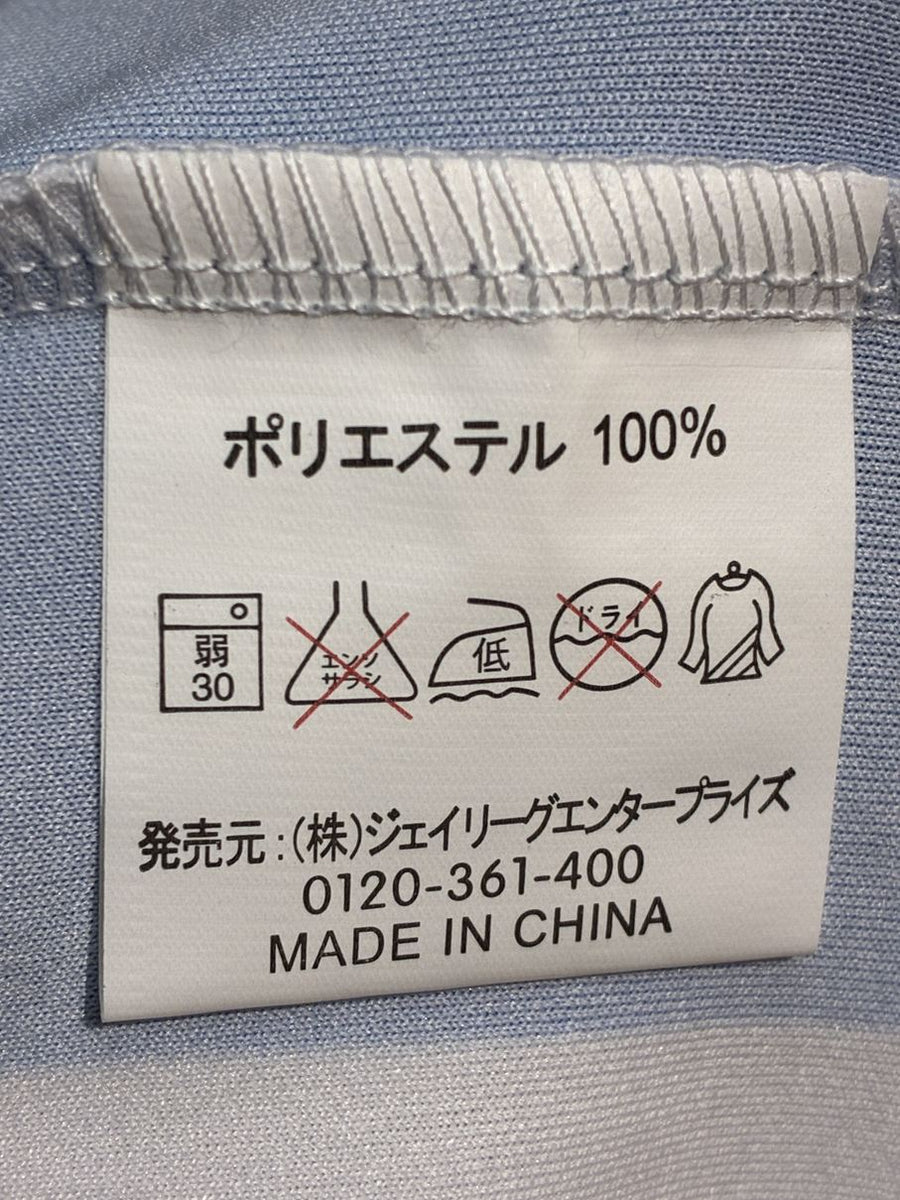 ポリエステル 100%
弱
30
エンソ
サラシ
低
ドライ
発売元:(株)ジェイリーグエンタープライズ
0120-361-400
MADE IN CHINA